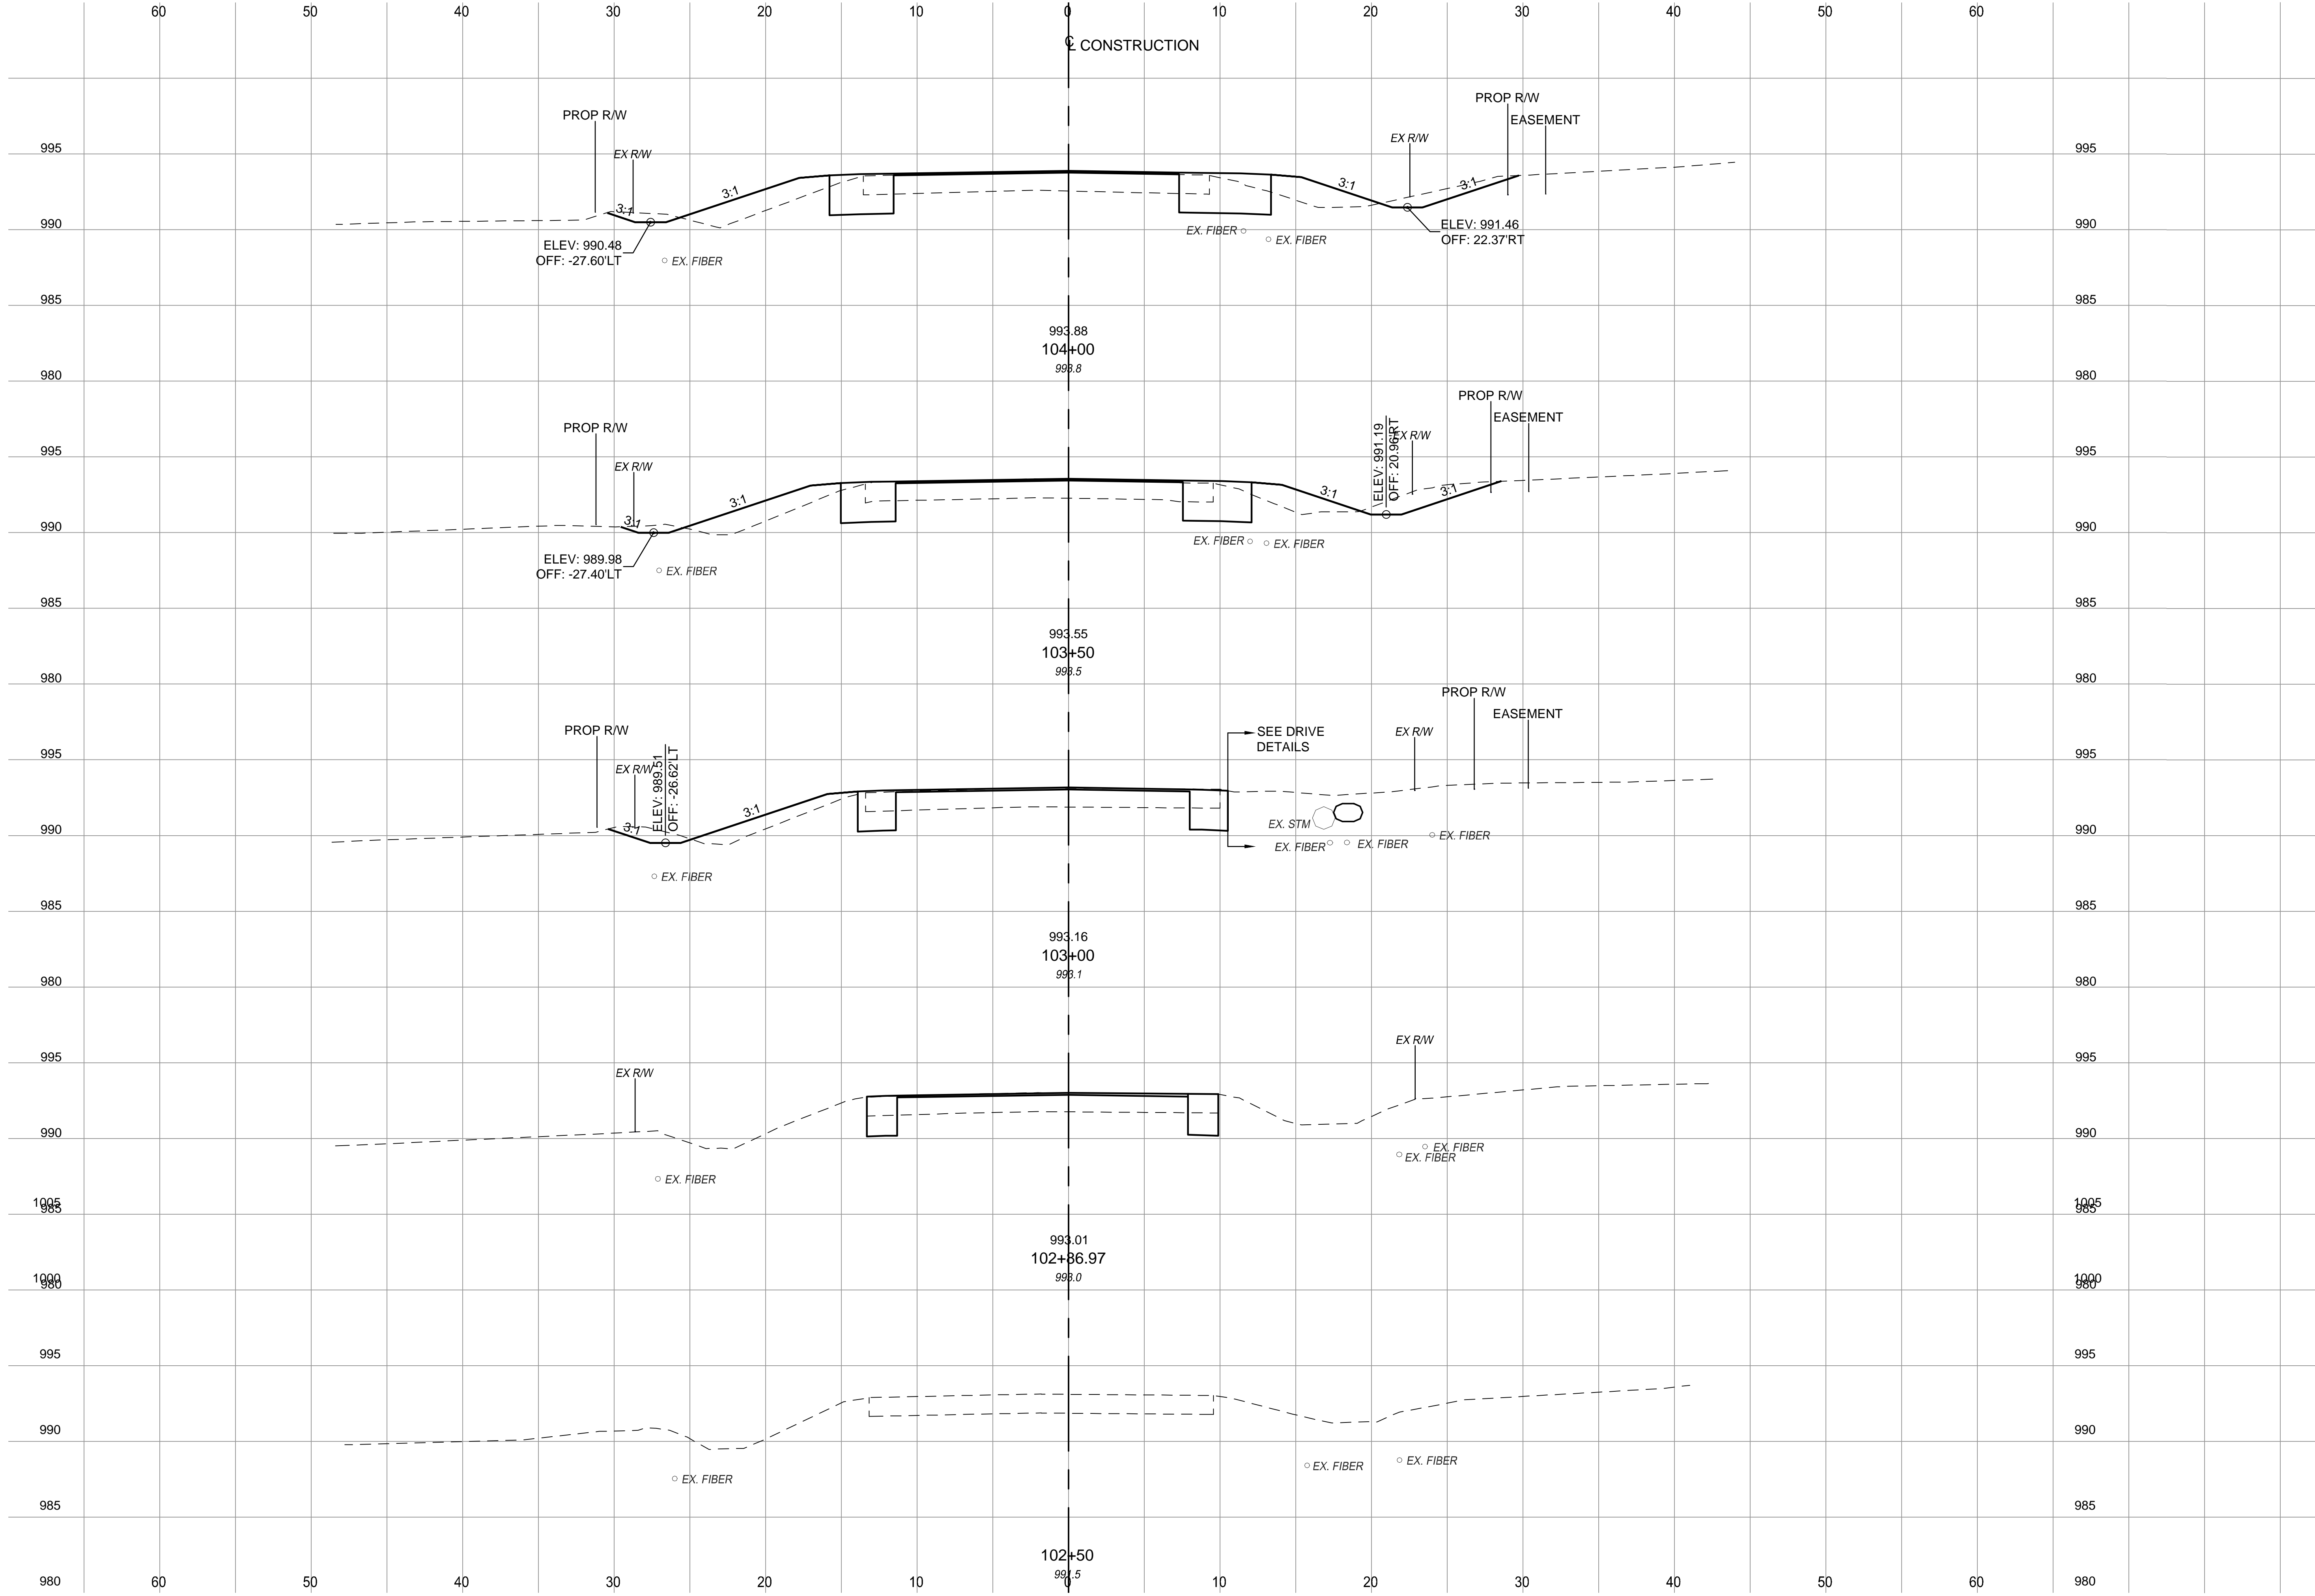 60 50 40 30 20 10 0 10 20 30 40 50 60
℄ CONSTRUCTION
PROP R/W
EX R/W
3:1
3:1
PROP R/W
EASEMENT
EX R/W
3:1
3:1
995 995
990 990
ELEV: 990.48
OFF: -27.60'LT
EX. FIBER
EX. FIBER
EX. FIBER
ELEV: 991.46
OFF: 22.37'RT
985 985
993.88
104+00
993.8
980 980
PROP R/W
EX R/W
3:1
3:1
PROP R/W
EASEMENT
EX R/W
ELEV: 991.19
OFF: 20.96'RT
3:1
3:1
995 995
990 990
ELEV: 989.98
OFF: -27.40'LT
EX. FIBER
EX. FIBER
EX. FIBER
985 985
993.55
103+50
993.5
980 980
PROP R/W
EX R/W
ELEV: 989.51
OFF: -26.62'LT
3:1
3:1
SEE DRIVE
DETAILS
PROP R/W
EASEMENT
EX R/W
995 995
990 990
EX. STM
EX. FIBER
EX. FIBER
EX. FIBER
EX. FIBER
985 985
993.16
103+00
993.1
980 980
EX R/W
EX R/W
995 995
990 990
EX. FIBER
EX. FIBER
EX. FIBER
1005 1005
985 985
993.01
102+86.97
993.0
1000 1000
980 980
995 995
990 990
EX. FIBER
EX. FIBER
EX. FIBER
985 985
102+50
980 60 50 40 30 20 10 0 10 20 30 40 50 60 980